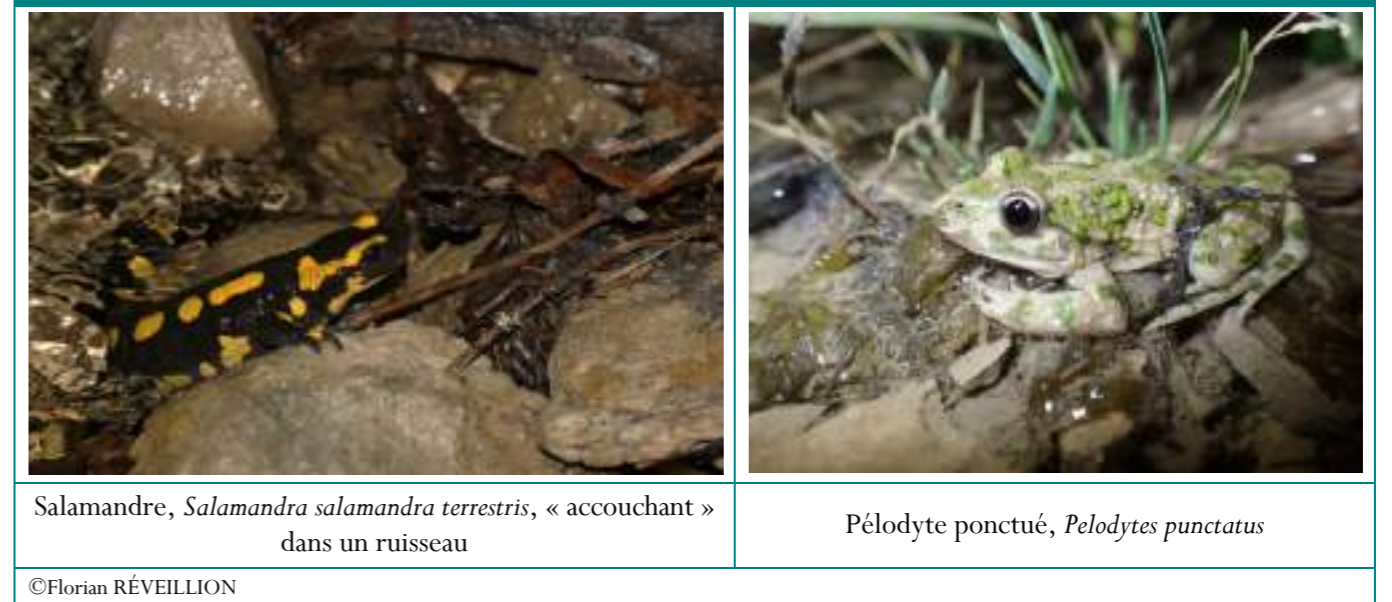 Salamandre, Salamandra salamandra terrestris, « accouchant »
dans un ruisseau
Pélodyte ponctué, Pelodytes punctatus
©Florian RÉVEILLION